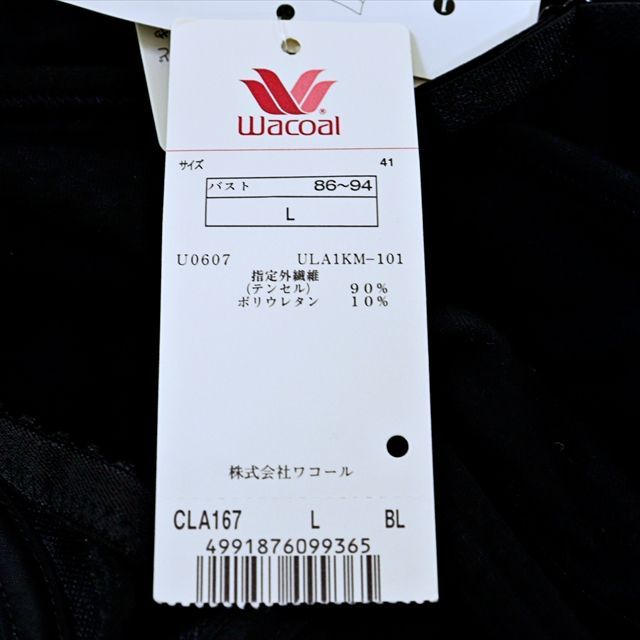 Wacoal
サイズ 41
バスト 86~94
L
U0607 ULA1KM-101
指定外繊維
(テンセル) 90%
ポリウレタン 10%
株式会社ワコール
CLA167 L BL
4991876099365